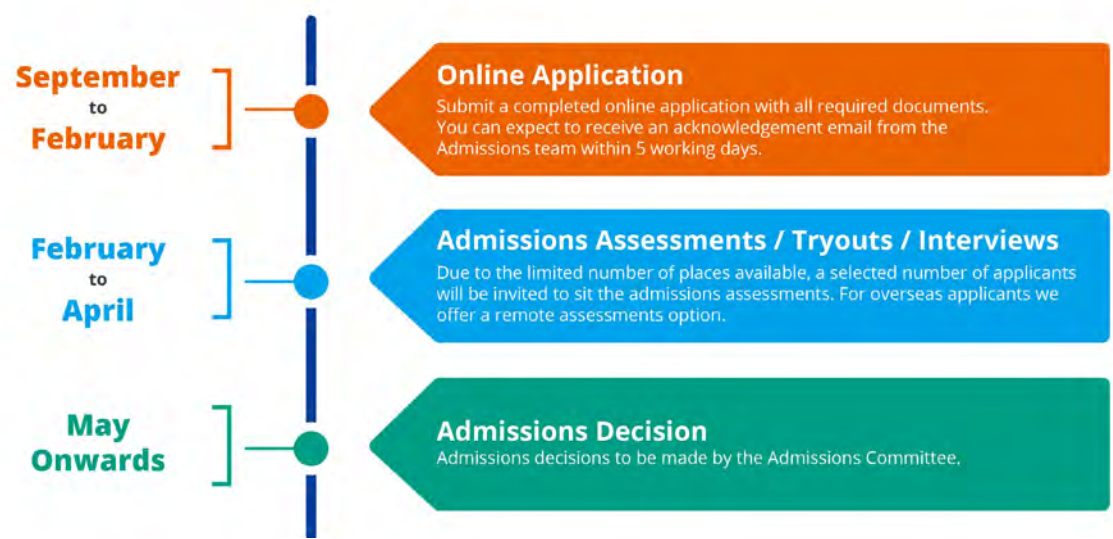 September
to
February
Online Application
Submit a completed online application with all required documents.
You can expect to receive an acknowledgement email from the
Admissions team within 5 working days.
February
to
April
Admissions Assessments / Tryouts / Interviews
Due to the limited number of places available, a selected number of applicants
will be invited to sit the admissions assessments. For overseas applicants we
offer a remote assessments option.
May
Onwards
Admissions Decision
Admissions decisions to be made by the Admissions Committee.